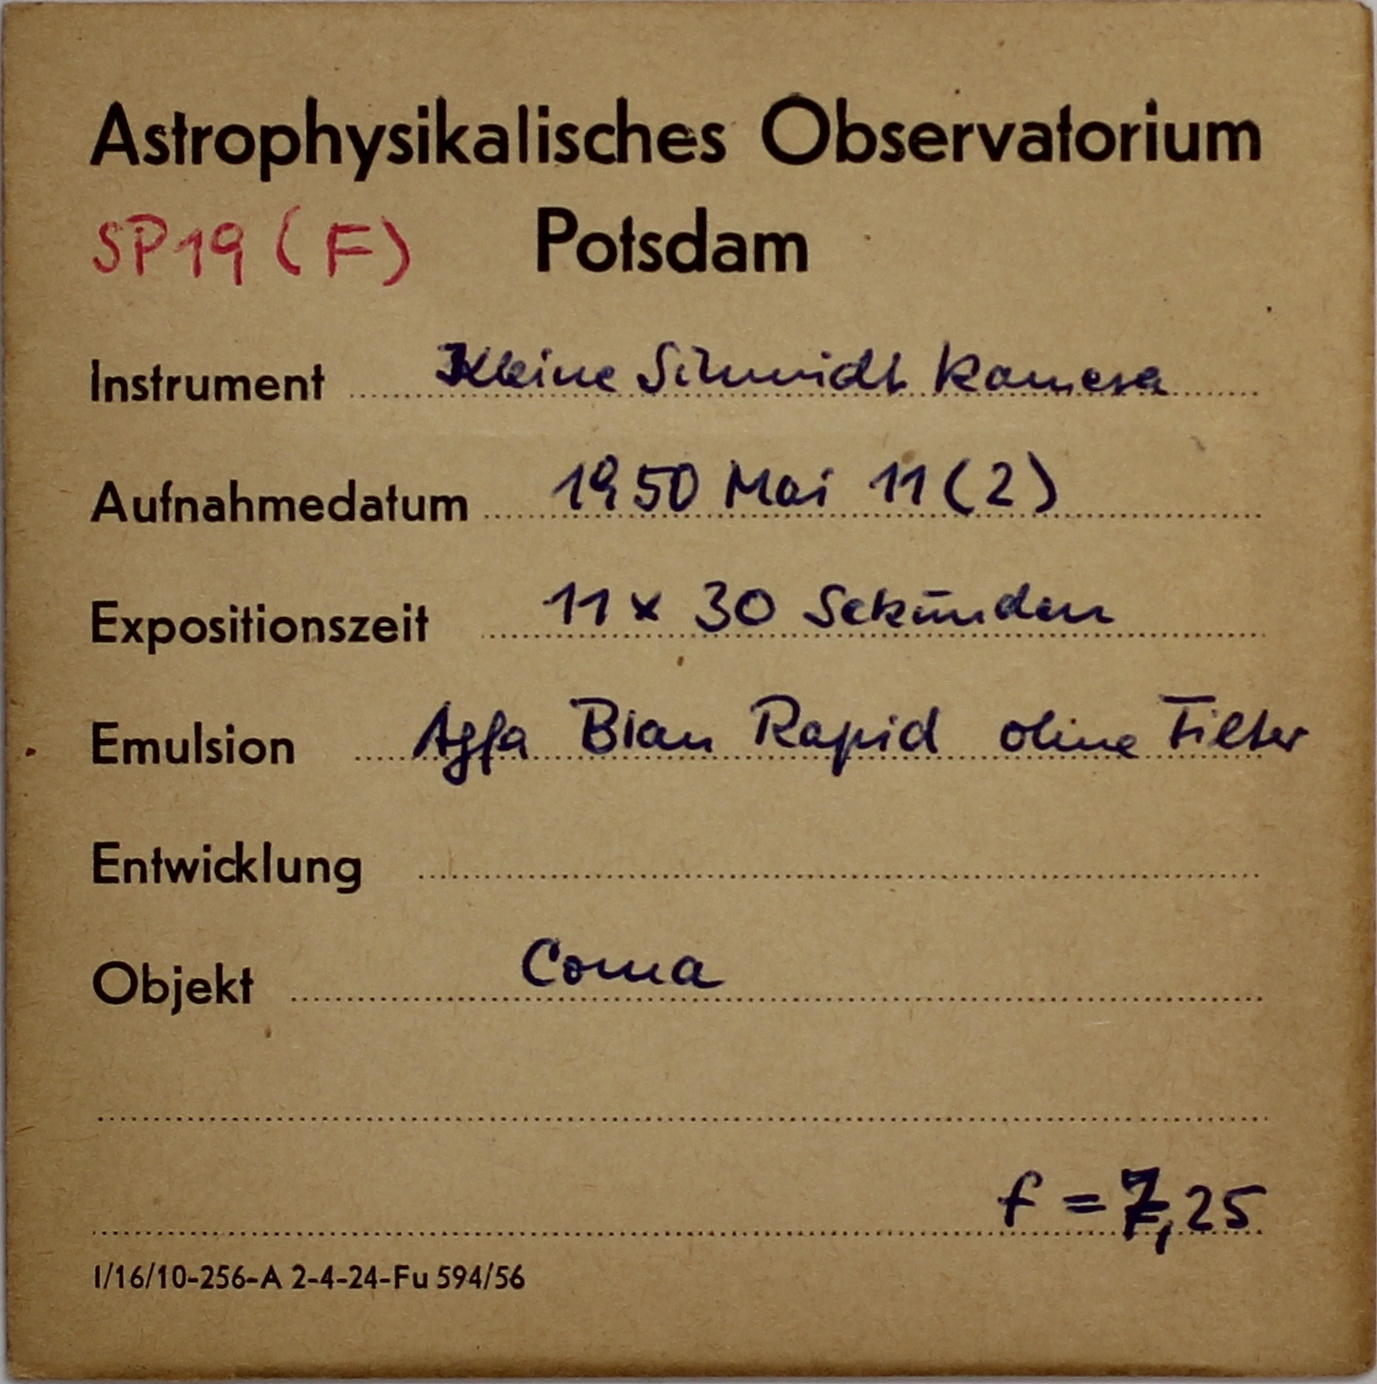 Astrophysikalisches Observatorium
SP19 (F) Potsdam
Instrument Kleine Schmidt Kamera
Aufnahmedatum 1950 Mai 11 (2)
Expositionszeit 11 x 30 Sekunden
Emulsion Agfa Blau Rapid ohne Filter
Entwicklung
Objekt Coma
f = 7,25
I/16/10-256-A 2-4-24-Fu 594/56